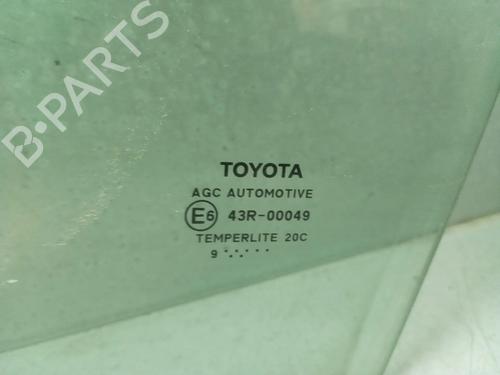 B-PARTS
TOYOTA
AGC AUTOMOTIVE
E6 43R-00049
TEMPERLITE 20C
9 ..:.....